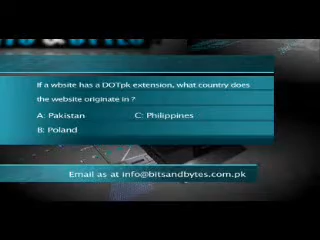 If a wbsite has a DOTpk extension, what country does
the website originate in ?
A: Pakistan C: Philippines
B: Poland
Email as at info@bitsandbytes.com.pk